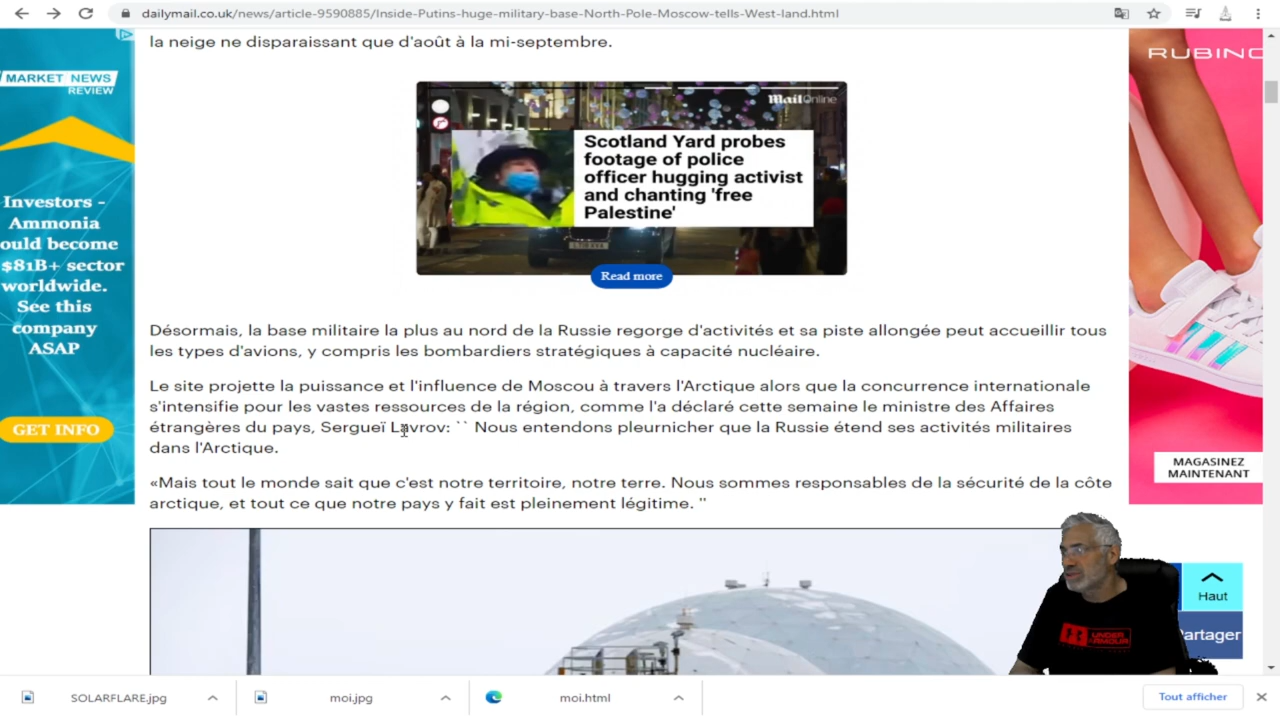 dailymail.co.uk/news/article-9590885/Inside-Putins-huge-military-base-North-Pole-Moscow-tells-West-land.html
la neige ne disparaissant que d'août à la mi-septembre.
MARKET NEWS
REVIEW
Investors -
Ammonia
ould become
$81B+ sector
worldwide.
See this
company
ASAP
GET INFO
MailOnline
Scotland Yard probes
footage of police
officer hugging activist
and chanting 'free
Palestine'
Read more
RUBINO
Désormais, la base militaire la plus au nord de la Russie regorge d'activités et sa piste allongée peut accueillir tous
les types d'avions, y compris les bombardiers stratégiques à capacité nucléaire.
Le site projette la puissance et l'influence de Moscou à travers l'Arctique alors que la concurrence internationale
s'intensifie pour les vastes ressources de la région, comme l'a déclaré cette semaine le ministre des Affaires
étrangères du pays, Sergueï Lavrov: `` Nous entendons pleurnicher que la Russie étend ses activités militaires
dans l'Arctique.
«Mais tout le monde sait que c'est notre territoire, notre terre. Nous sommes responsables de la sécurité de la côte
arctique, et tout ce que notre pays y fait est pleinement légitime. ''
MAGASINEZ
MAINTENANT
Haut
Partager
UNDER
ARMOUR
SOLARFLARE.jpg
moi.jpg
moi.html
Tout afficher